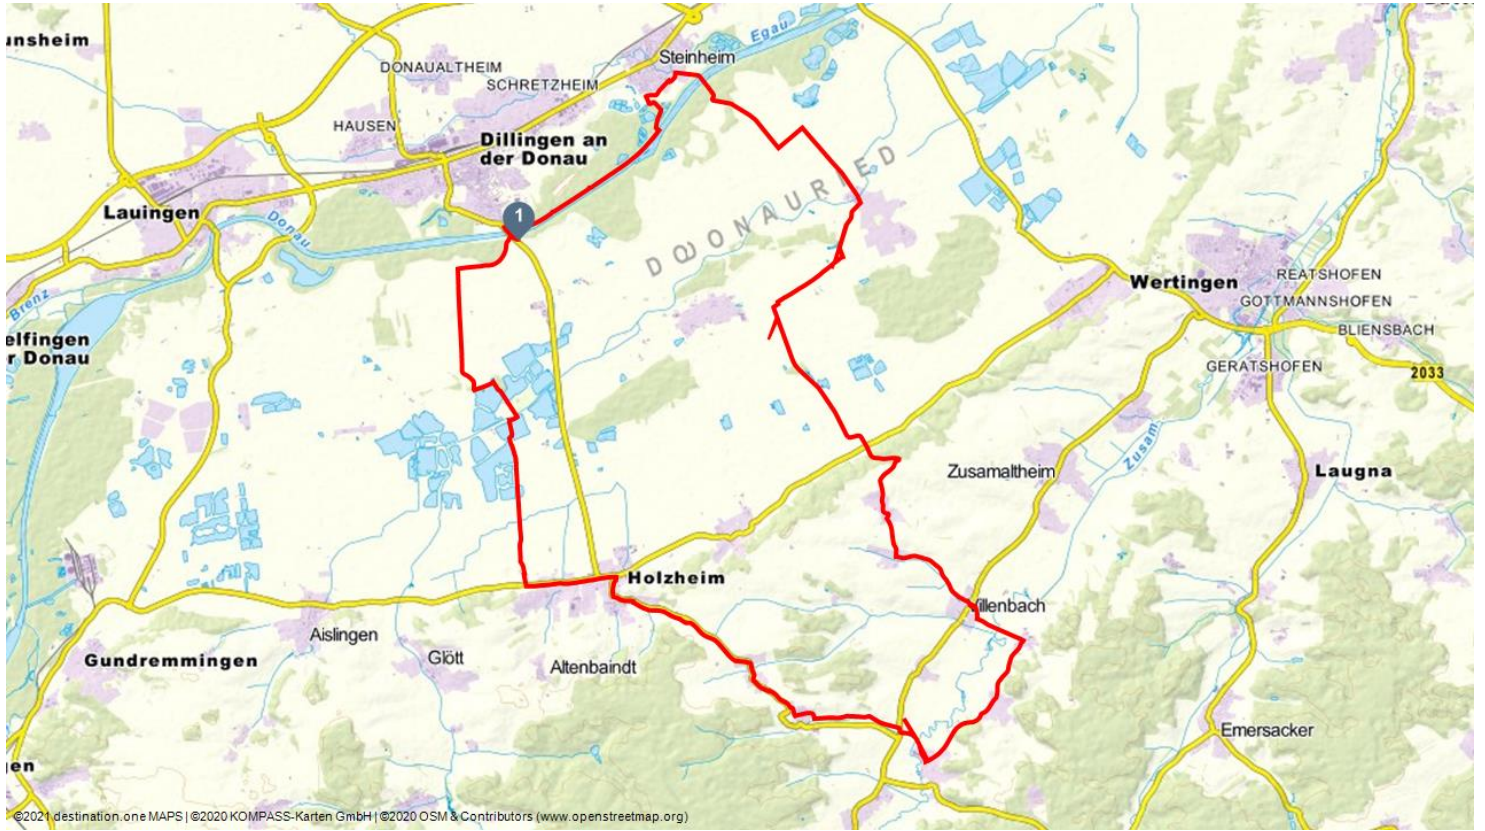 unsheim
Egau
Steinheim
DONAUALTHEIM
SCHRETZHEIM
HAUSEN
Dillingen an
der Donau
Lauingen
Donau
1
DONAURIED
Wertingen
REATSHOFEN
GOTTMANNSHOFEN
BLIENSBACH
Brenz
elfingen
r Donau
GERATSHOFEN
2033
Zusam
Zusamaltheim
Laugna
Holzheim
illenbach
Aislingen
Glött
Altenbaindt
Gundremmingen
Emersacker
en
©2021 destination.one MAPS | ©2020 KOMPASS-Karten GmbH | ©2020 OSM & Contributors (www.openstreetmap.org)